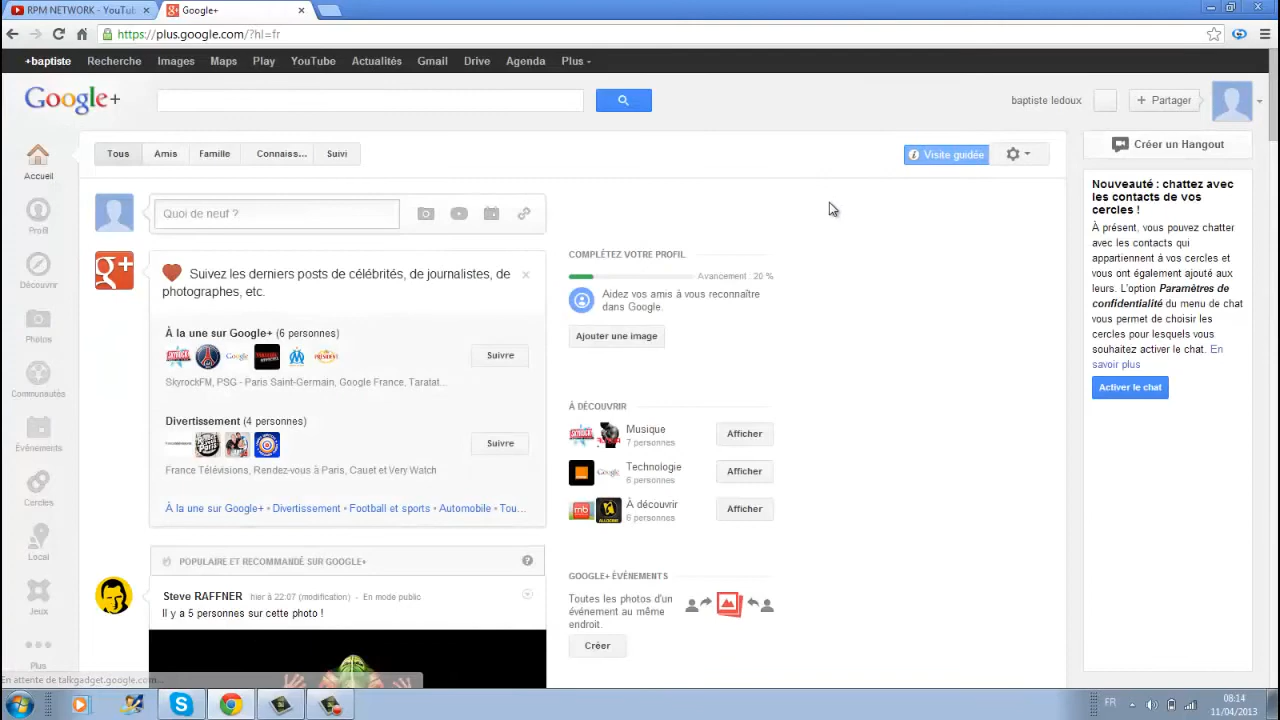 RPM NETWORK - YouTub
Google+
https://plus.google.com/?hl=fr
+baptiste Recherche Images Maps Play YouTube Actualités Gmail Drive Agenda Plus
Google+
baptiste ledoux
+ Partager
Tous Amis Famille Connaiss... Suivi
Visite guidée
Créer un Hangout
Accueil
Profil
Découvrir
Photos
Communautés
Événements
Cercles
Local
Jeux
Plus
Quoi de neuf ?
g+
Suivez les derniers posts de célébrités, de journalistes, de
photographes, etc.
À la une sur Google+ (6 personnes)
Suivre
SkyrockFM, PSG - Paris Saint-Germain, Google France, Taratat...
Divertissement (4 personnes)
Suivre
France Télévisions, Rendez-vous à Paris, Cauet et Very Watch
À la une sur Google+ • Divertissement • Football et sports • Automobile • Tou...
POPULAIRE ET RECOMMANDÉ SUR GOOGLE+
Steve RAFFNER hier à 22:07 (modification) - En mode public
Il y a 5 personnes sur cette photo !
COMPLÉTEZ VOTRE PROFIL
Avancement : 20 %
Aidez vos amis à vous reconnaître
dans Google.
Ajouter une image
À DÉCOUVRIR
Musique
7 personnes
Afficher
Technologie
6 personnes
Afficher
À découvrir
6 personnes
Afficher
GOOGLE+ ÉVÉNEMENTS
Toutes les photos d'un
événement au même
endroit.
Créer
Nouveauté : chattez avec
les contacts de vos
cercles !
À présent, vous pouvez chatter
avec les contacts qui
appartiennent à vos cercles et
vous ont également ajouté aux
leurs. L'option Paramètres de
confidentialité du menu de chat
vous permet de choisir les
cercles pour lesquels vous
souhaitez activer le chat. En
savoir plus
Activer le chat
En attente de talkgadget.google.com...
FR
08:14
11/04/2013